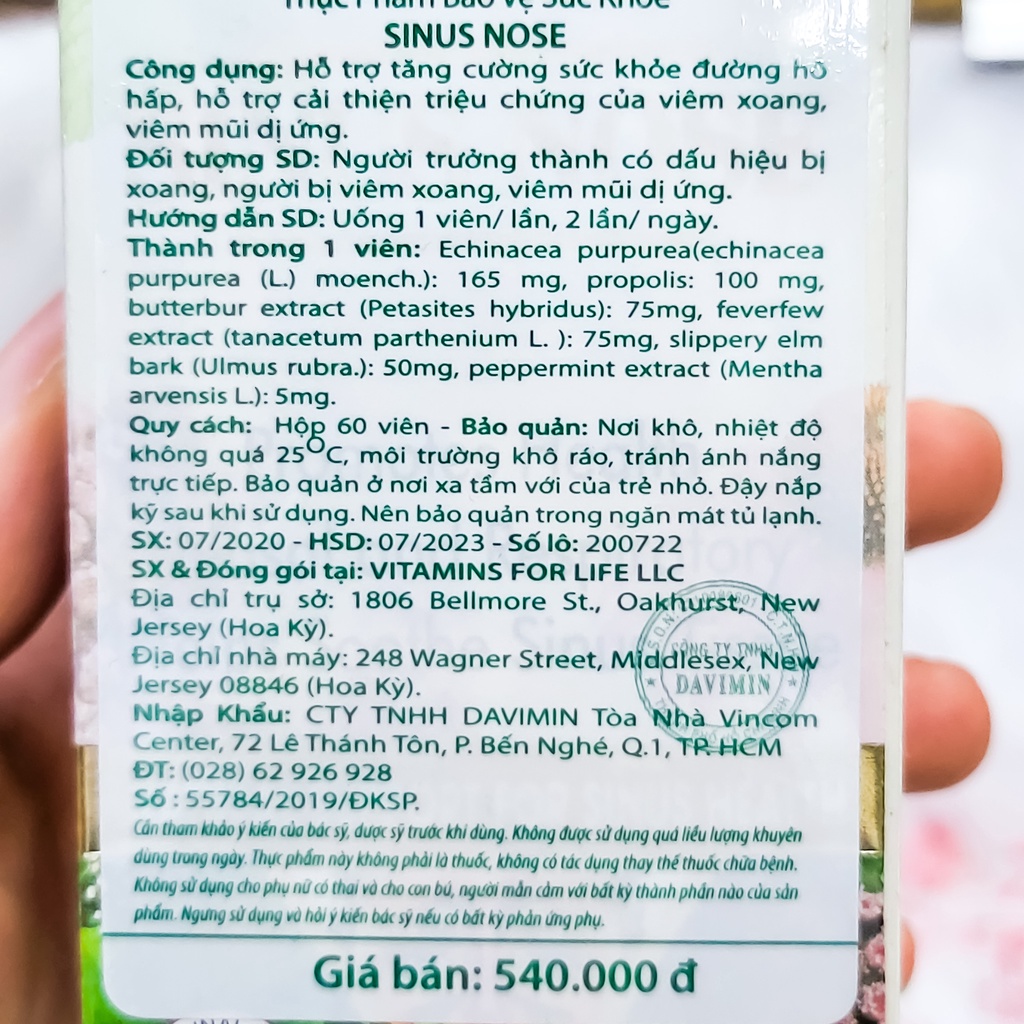 Thực Phẩm Bảo Vệ Sức Khỏe
SINUS NOSE
Công dụng: Hỗ trợ tăng cường sức khỏe đường hô
hấp, hỗ trợ cải thiện triệu chứng của viêm xoang,
viêm mũi dị ứng.
Đối tượng SD: Người trưởng thành có dấu hiệu bị
xoang, người bị viêm xoang, viêm mũi dị ứng.
Hướng dẫn SD: Uống 1 viên/ lần, 2 lần/ ngày.
Thành trong 1 viên: Echinacea purpurea(echinacea
purpurea (L.) moench.): 165 mg, propolis: 100 mg,
butterbur extract (Petasites hybridus): 75mg, feverfew
extract (tanacetum parthenium L. ): 75mg, slippery elm
bark (Ulmus rubra.): 50mg, peppermint extract (Mentha
arvensis L.): 5mg.
Quy cách: Hộp 60 viên - Bảo quản: Nơi khô, nhiệt độ
không quá 25°C, môi trường khô ráo, tránh ánh nắng
trực tiếp. Bảo quản ở nơi xa tầm với của trẻ nhỏ. Đậy nắp
kỹ sau khi sử dụng. Nên bảo quản trong ngăn mát tủ lạnh.
SX: 07/2020 - HSD: 07/2023 - Số lô: 200722
SX & Đóng gói tại: VITAMINS FOR LIFE LLC
Địa chỉ trụ sở: 1806 Bellmore St., Oakhurst, New
Jersey (Hoa Kỳ).
Địa chỉ nhà máy: 248 Wagner Street, Middlesex, New
Jersey 08846 (Hoa Kỳ).
CÔNG TY TNHH
DAVIMIN
Nhập Khẩu: CTY TNHH DAVIMIN Tòa Nhà Vincom
Center, 72 Lê Thánh Tôn, P. Bến Nghé, Q.1, TP. HCM
ĐT: (028) 62 926 928
Số : 55784/2019/ĐKSP.
Cần tham khảo ý kiến của bác sỹ, dược sỹ trước khi dùng. Không được sử dụng quá liều lượng khuyên
dùng trong ngày. Thực phẩm này không phải là thuốc, không có tác dụng thay thế thuốc chữa bệnh.
Không sử dụng cho phụ nữ có thai và cho con bú, người mẫn cảm với bất kỳ thành phần nào của sản
phẩm. Ngưng sử dụng và hỏi ý kiến bác sỹ nếu có bất kỳ phản ứng phụ.
Giá bán: 540.000 đ